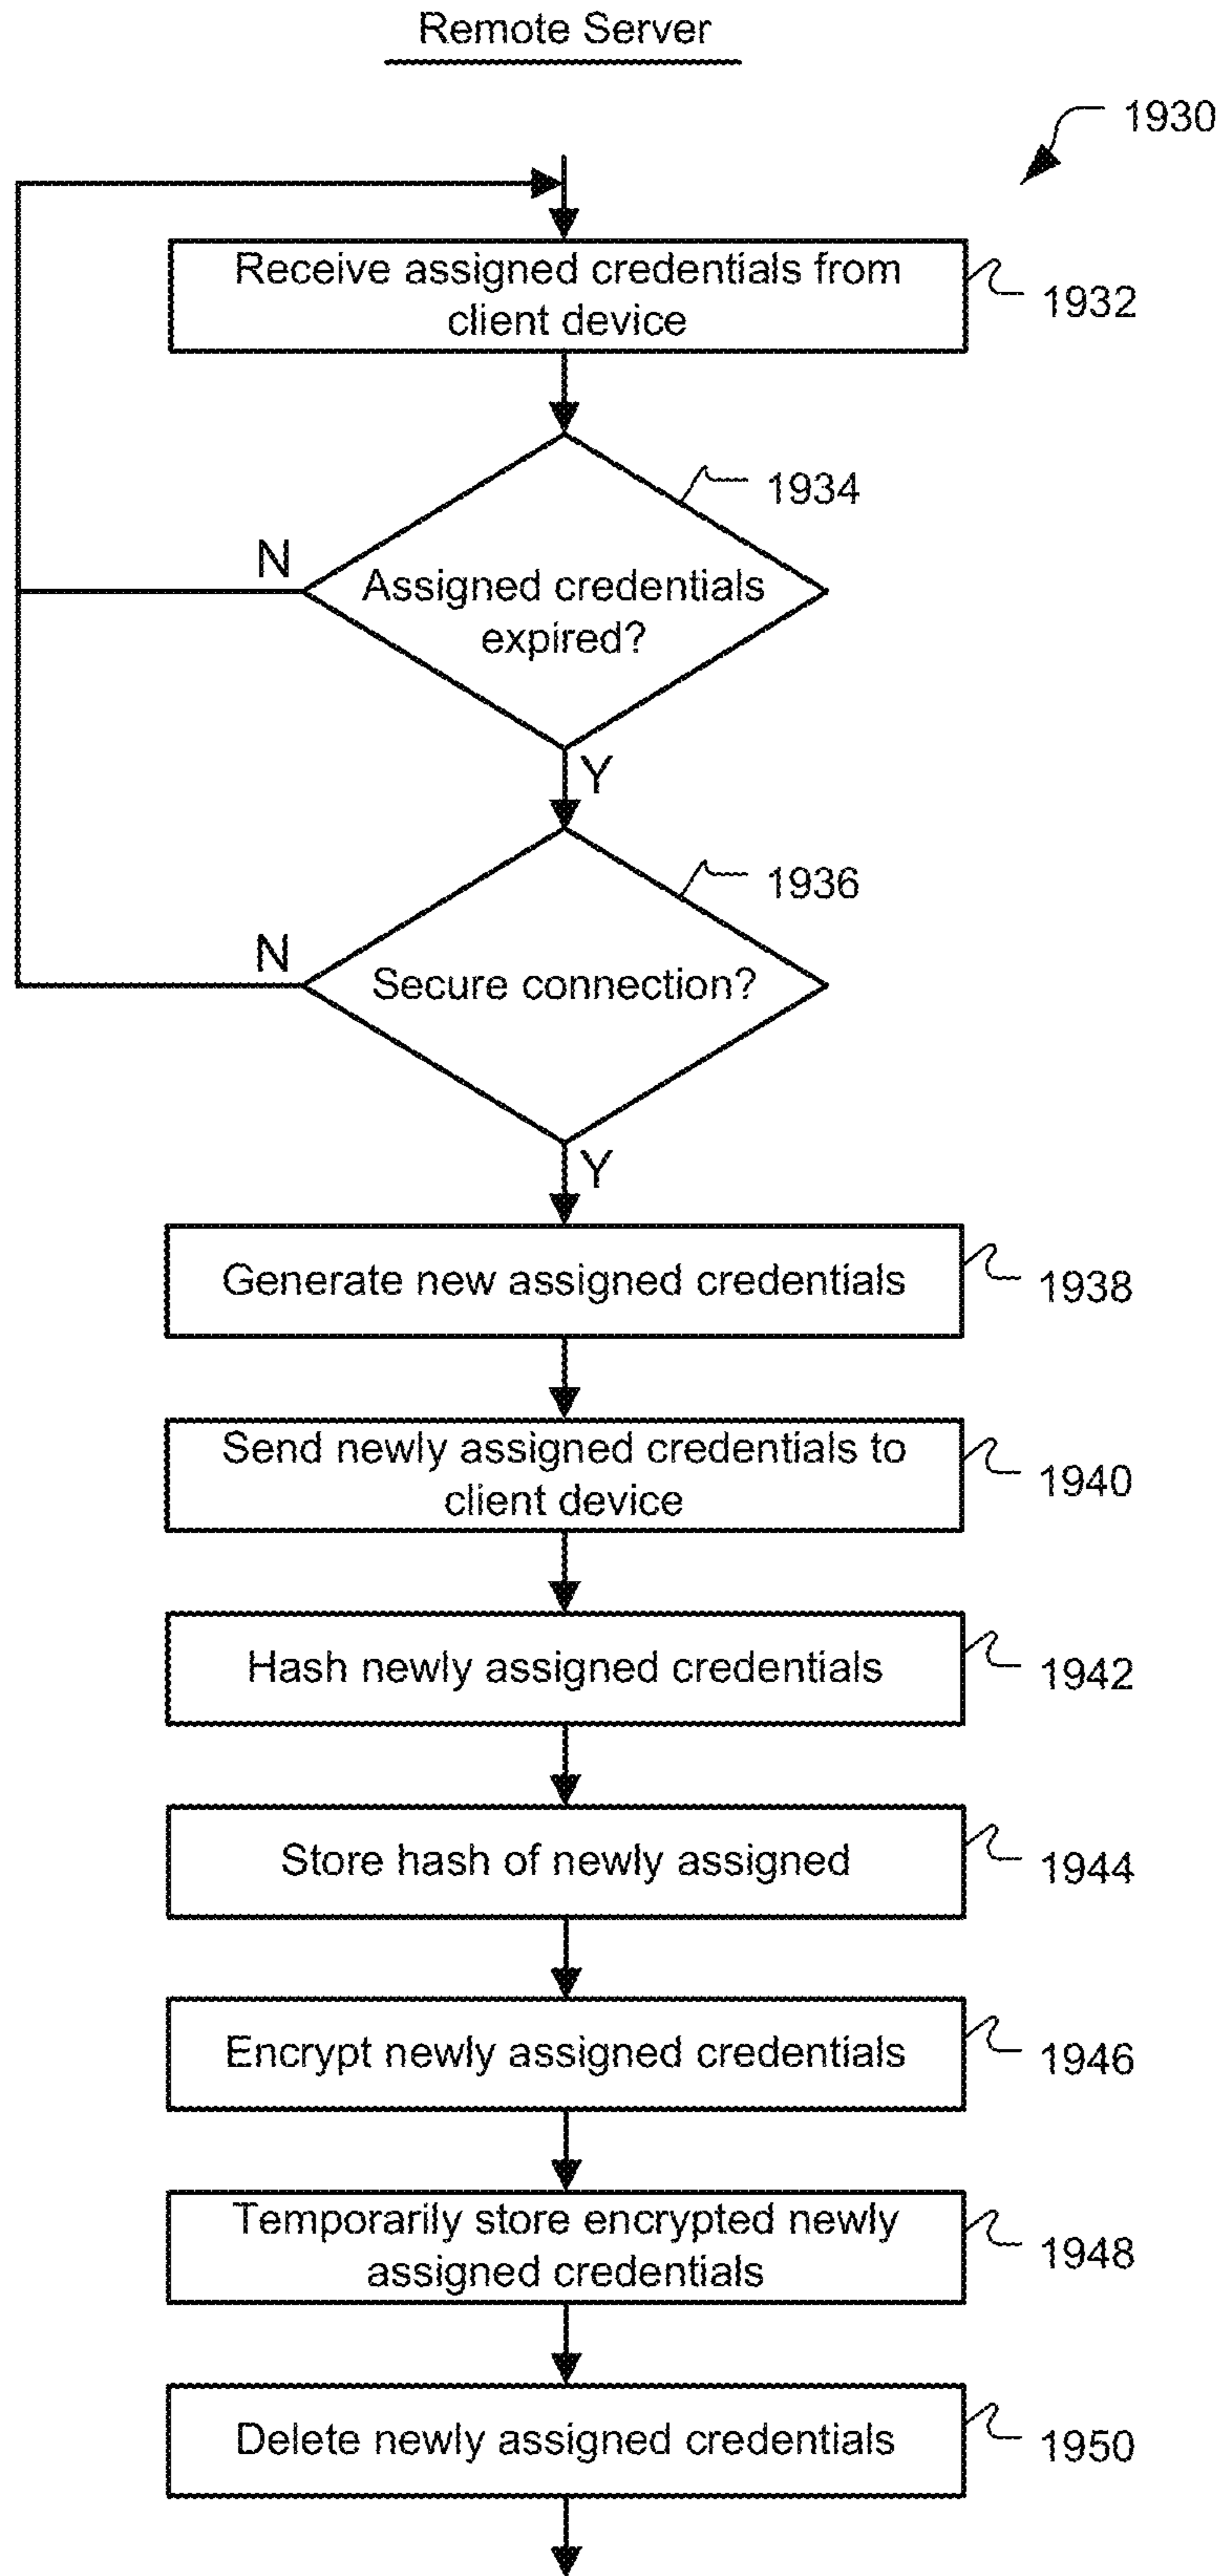 Remote Server
1930
Receive assigned credentials from
client device
1932
1934
N
Assigned credentials
expired?
Y
1936
N
Secure connection?
Y
Generate new assigned credentials
1938
Send newly assigned credentials to
client device
1940
Hash newly assigned credentials
1942
Store hash of newly assigned
1944
Encrypt newly assigned credentials
1946
Temporarily store encrypted newly
assigned credentials
1948
Delete newly assigned credentials
1950